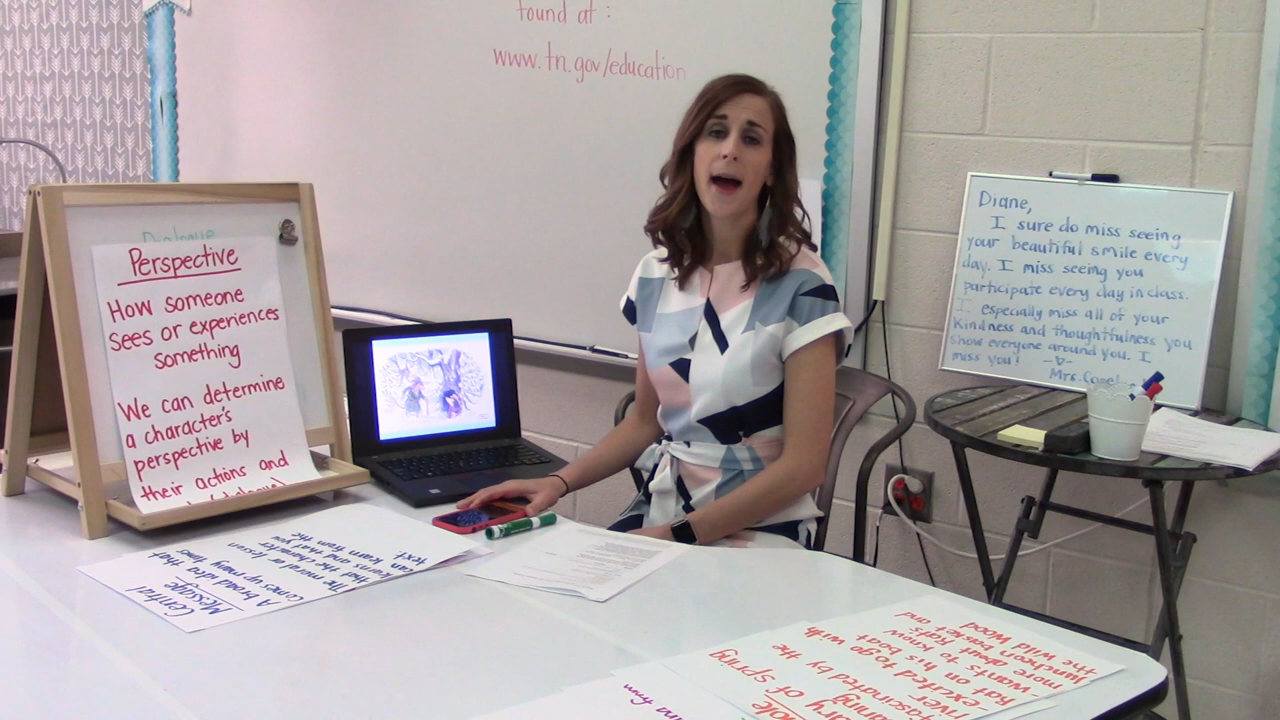 found at :
www.tn.gov/education
Dialogue
Perspective
How someone
sees or experiences
something
We can determine
a character's
perspective by
their actions and
Diane,
I sure do miss seeing
your beautiful smile every
day. I miss seeing you
participate every day in class.
I especially miss all of your
kindness and thoughtfulness you
show everyone around you. I
miss you!
Mrs.
Central
Message
A broad idea that
comes up many
times
The moral or lesson
that the character
learns and that you
can learn from the
text
Mole
of spring
fascinated by the
river
-excited to go with
Rat on his boat
-wants to know
more about Rat's
luncheon basket and
the Wild Wood